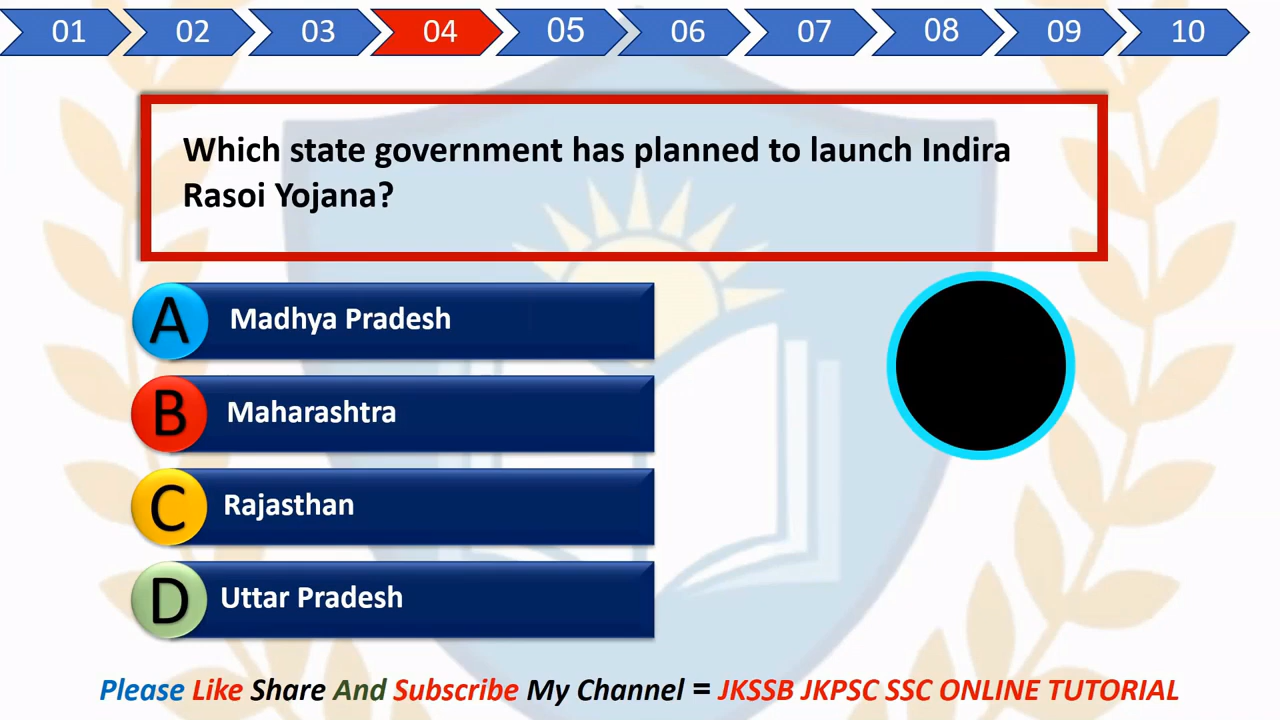 01 02 03 04 05 06 07 08 09 10
Which state government has planned to launch Indira
Rasoi Yojana?
A Madhya Pradesh
B Maharashtra
C Rajasthan
D Uttar Pradesh
Please Like Share And Subscribe My Channel = JKSSB JKPSC SSC ONLINE TUTORIAL